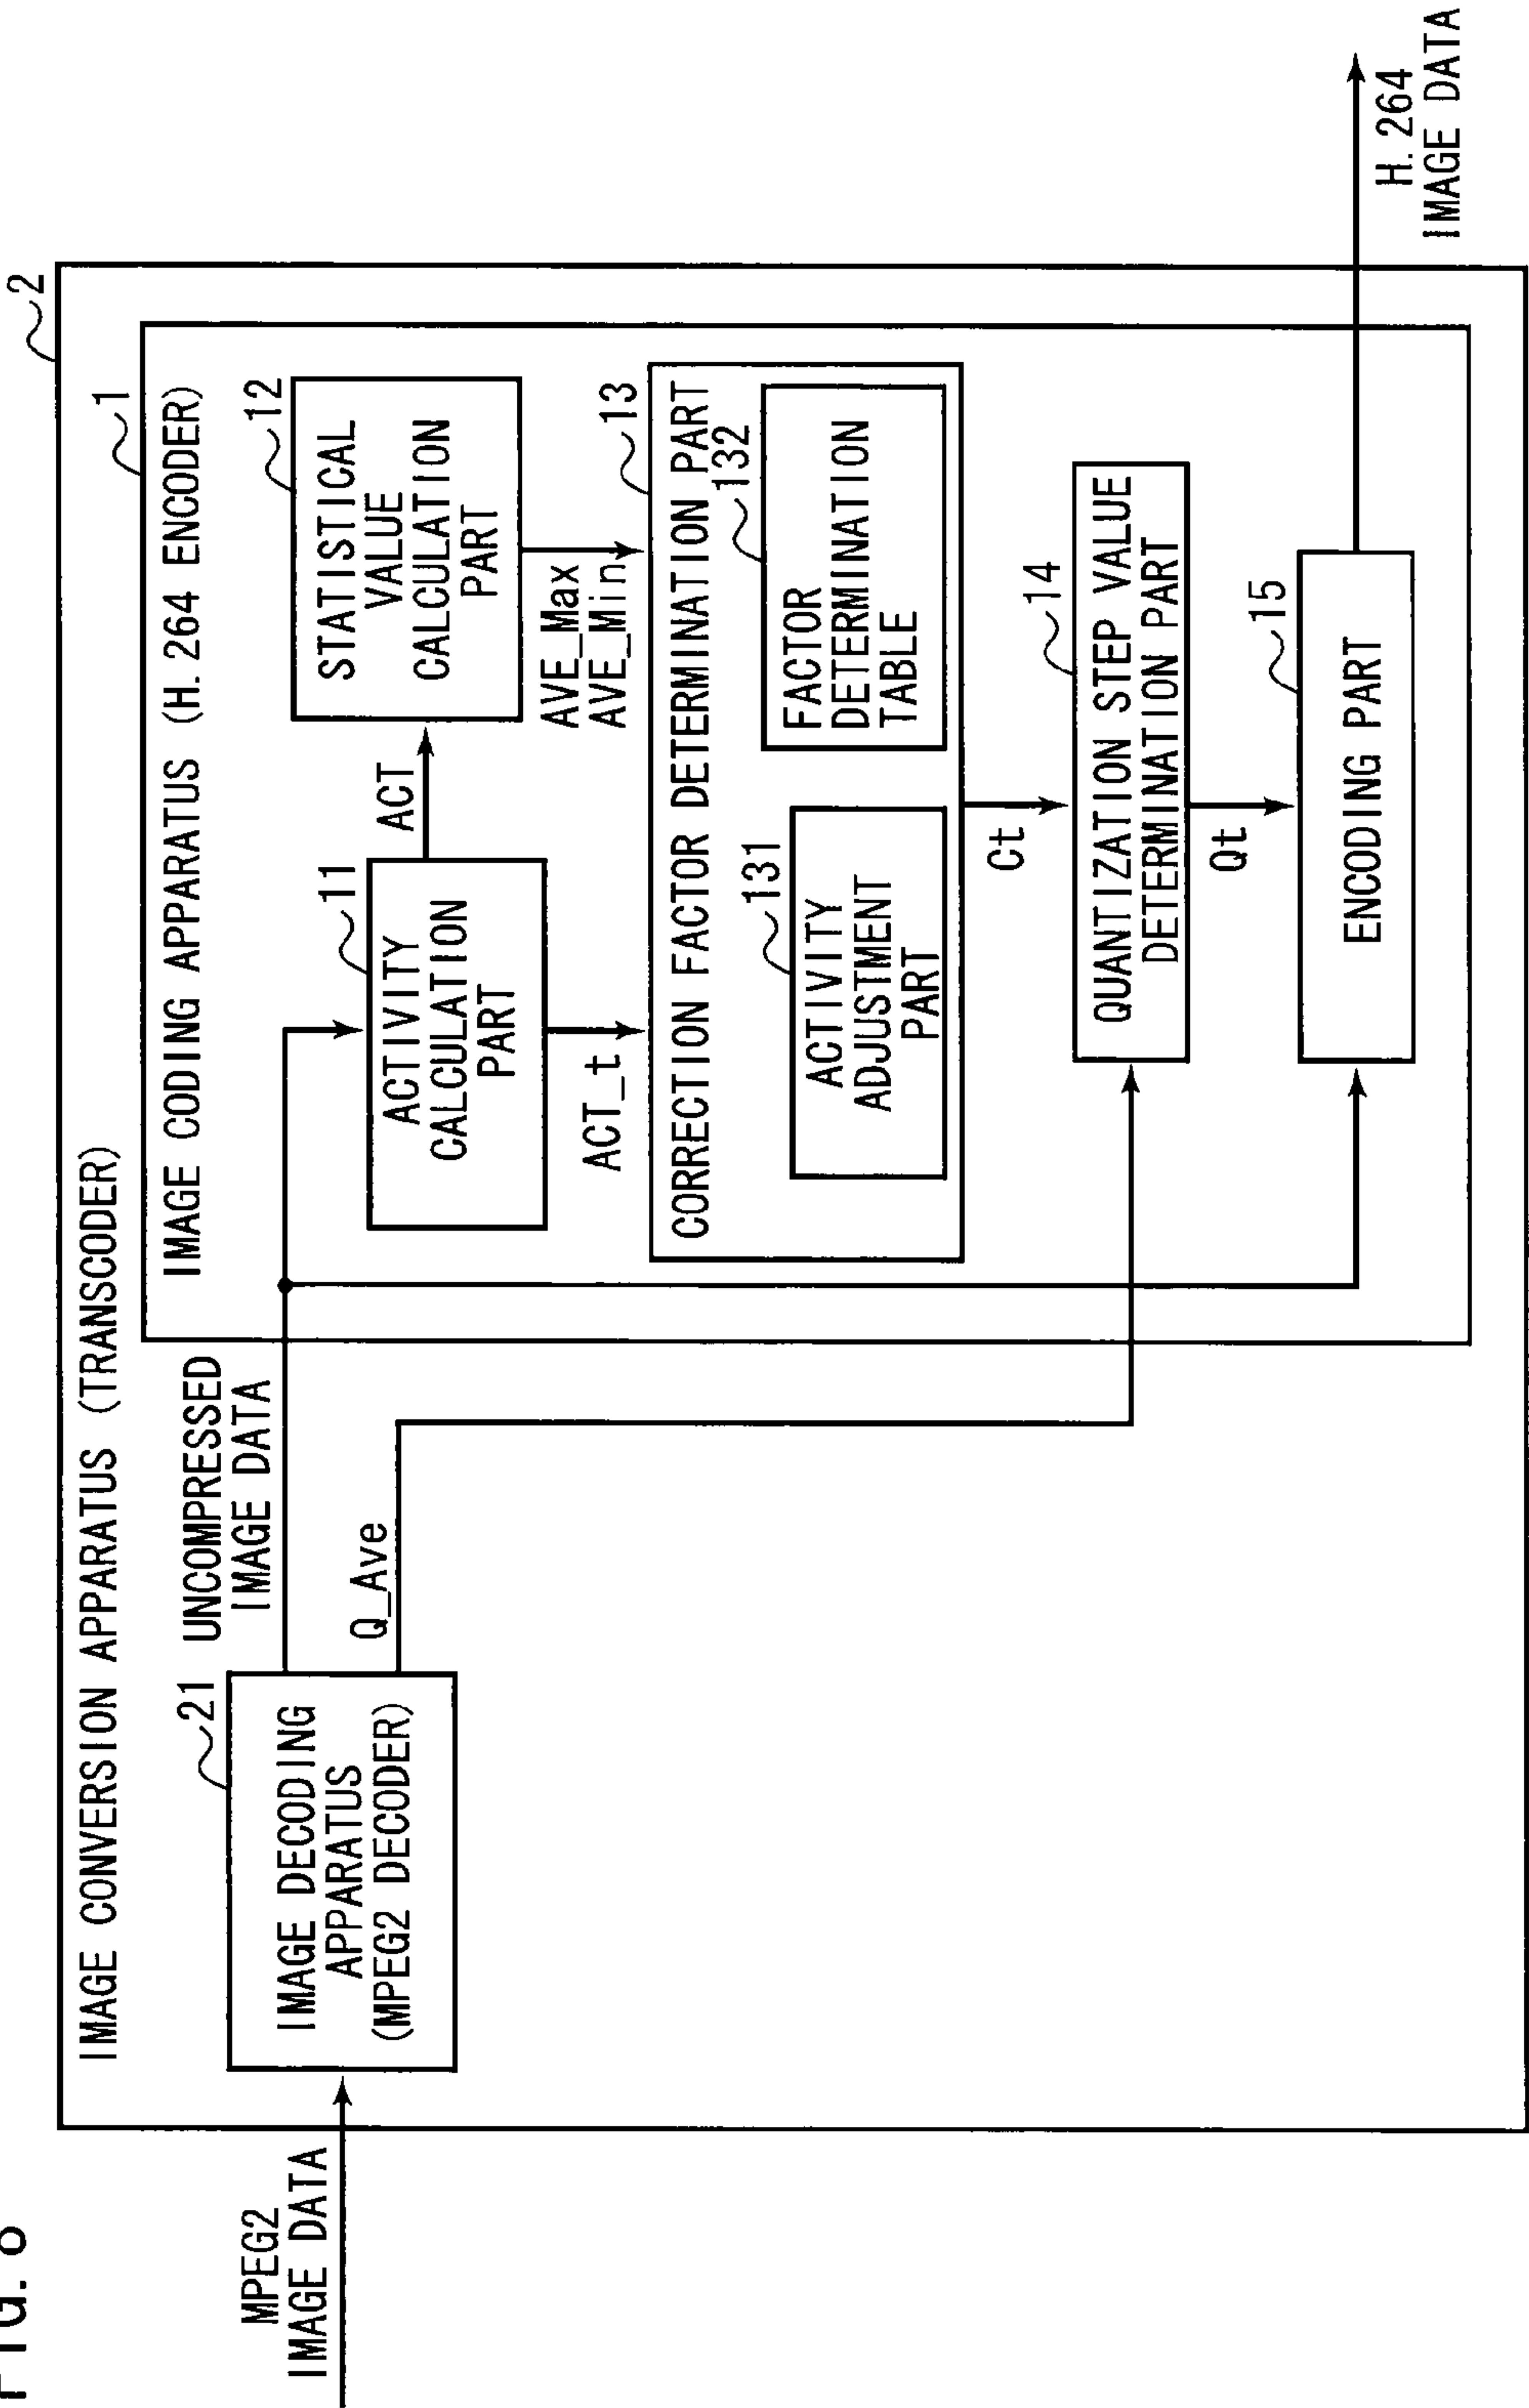 FIG. 8
2
IMAGE CONVERSION APPARATUS (TRANSCODER)
1
IMAGE CODING APPARATUS (H. 264 ENCODER)
MPEG2
IMAGE DATA
21
IMAGE DECODING
APPARATUS
(MPEG2 DECODER)
UNCOMPRESSED
IMAGE DATA
Q_Ave
11
ACTIVITY
CALCULATION
PART
ACT
12
STATISTICAL
VALUE
CALCULATION
PART
ACT_t
AVE_Max
AVE_Min
13
CORRECTION FACTOR DETERMINATION PART
131
ACTIVITY
ADJUSTMENT
PART
132
FACTOR
DETERMINATION
TABLE
Ct
14
QUANTIZATION STEP VALUE
DETERMINATION PART
Qt
15
ENCODING PART
H. 264
IMAGE DATA